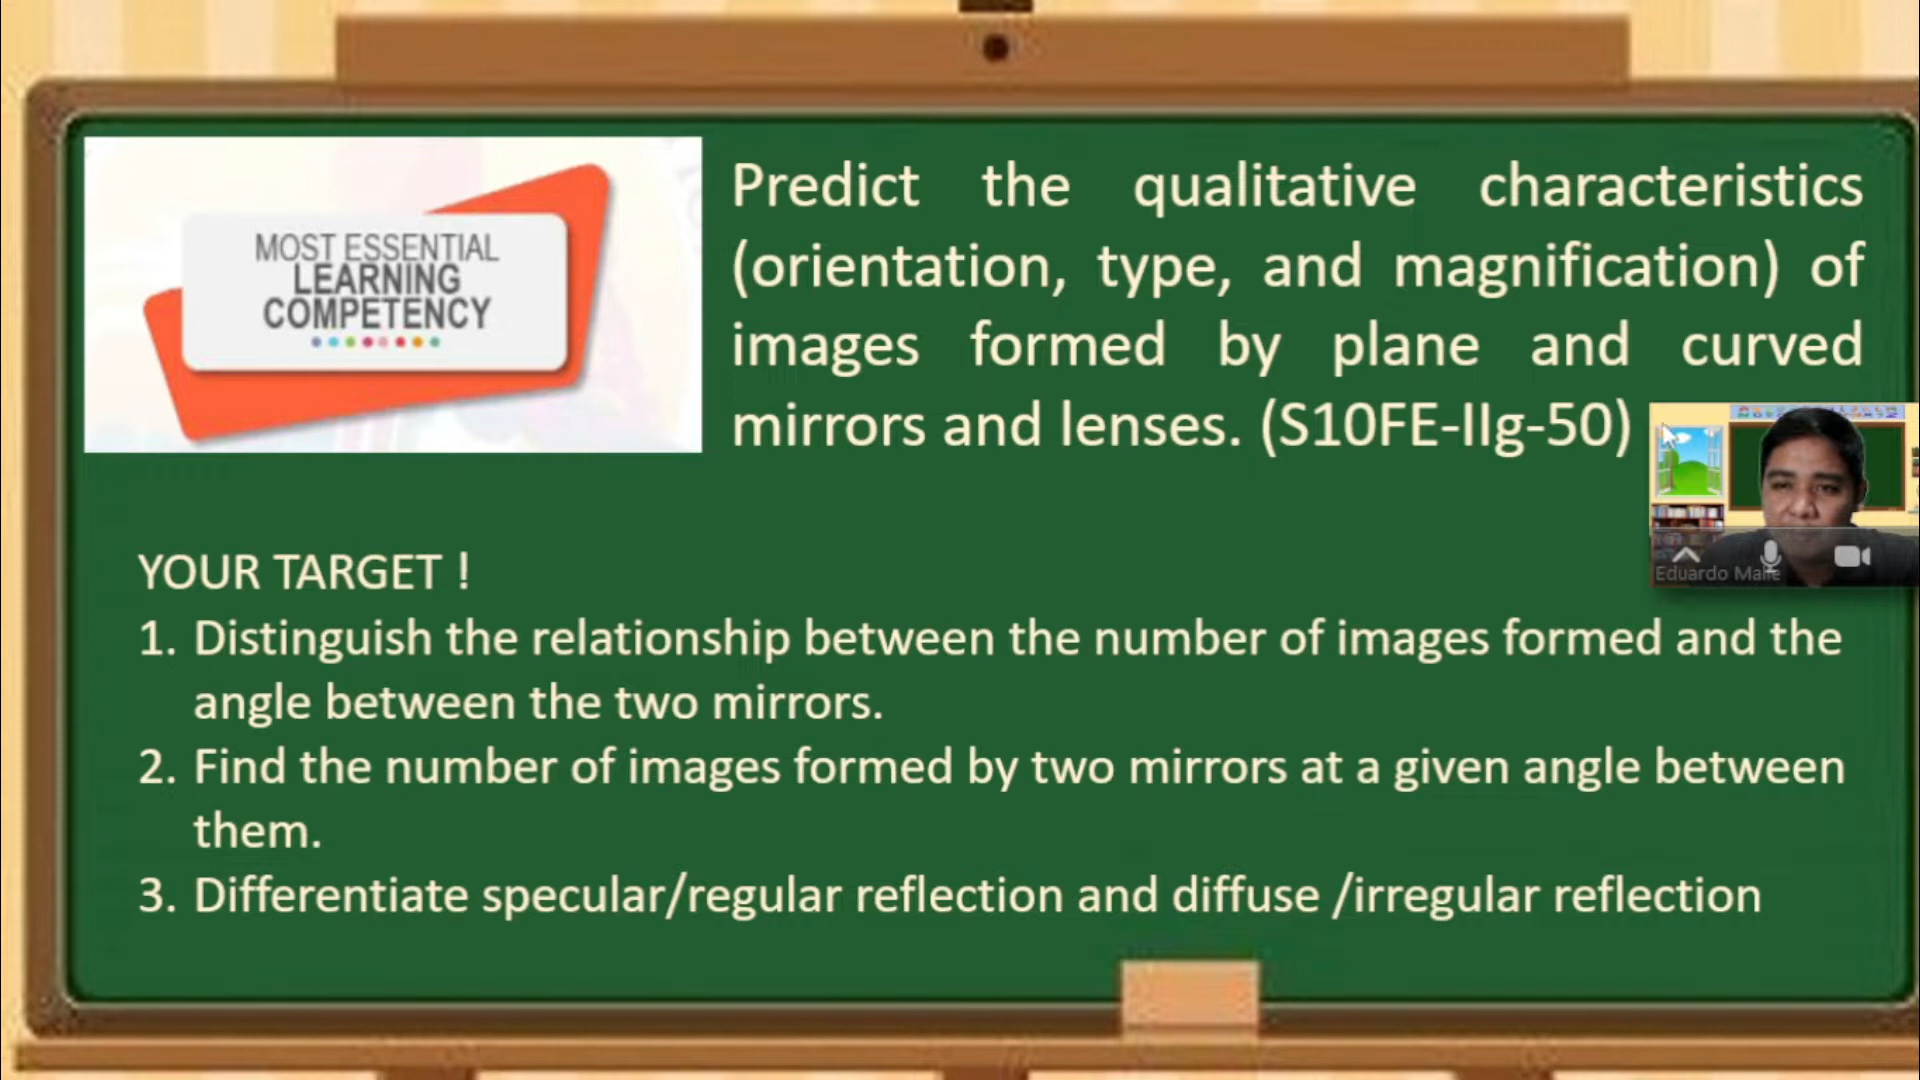 MOST ESSENTIAL
LEARNING
COMPETENCY
Predict the qualitative characteristics
(orientation, type, and magnification) of
images formed by plane and curved
mirrors and lenses. (S10FE-IIg-50)
Eduardo
YOUR TARGET !
1. Distinguish the relationship between the number of images formed and the
angle between the two mirrors.
2. Find the number of images formed by two mirrors at a given angle between
them.
3. Differentiate specular/regular reflection and diffuse /irregular reflection